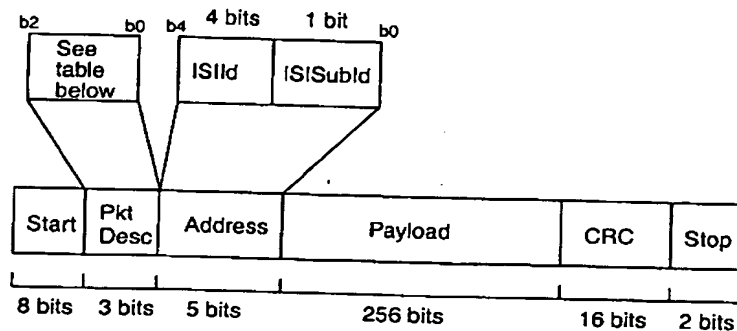 4 bits 1 bit
b2 b0 b4 b0
See
table
below
ISIId ISISubId
Start Pkt Desc Address Payload CRC Stop
8 bits 3 bits 5 bits 256 bits 16 bits 2 bits